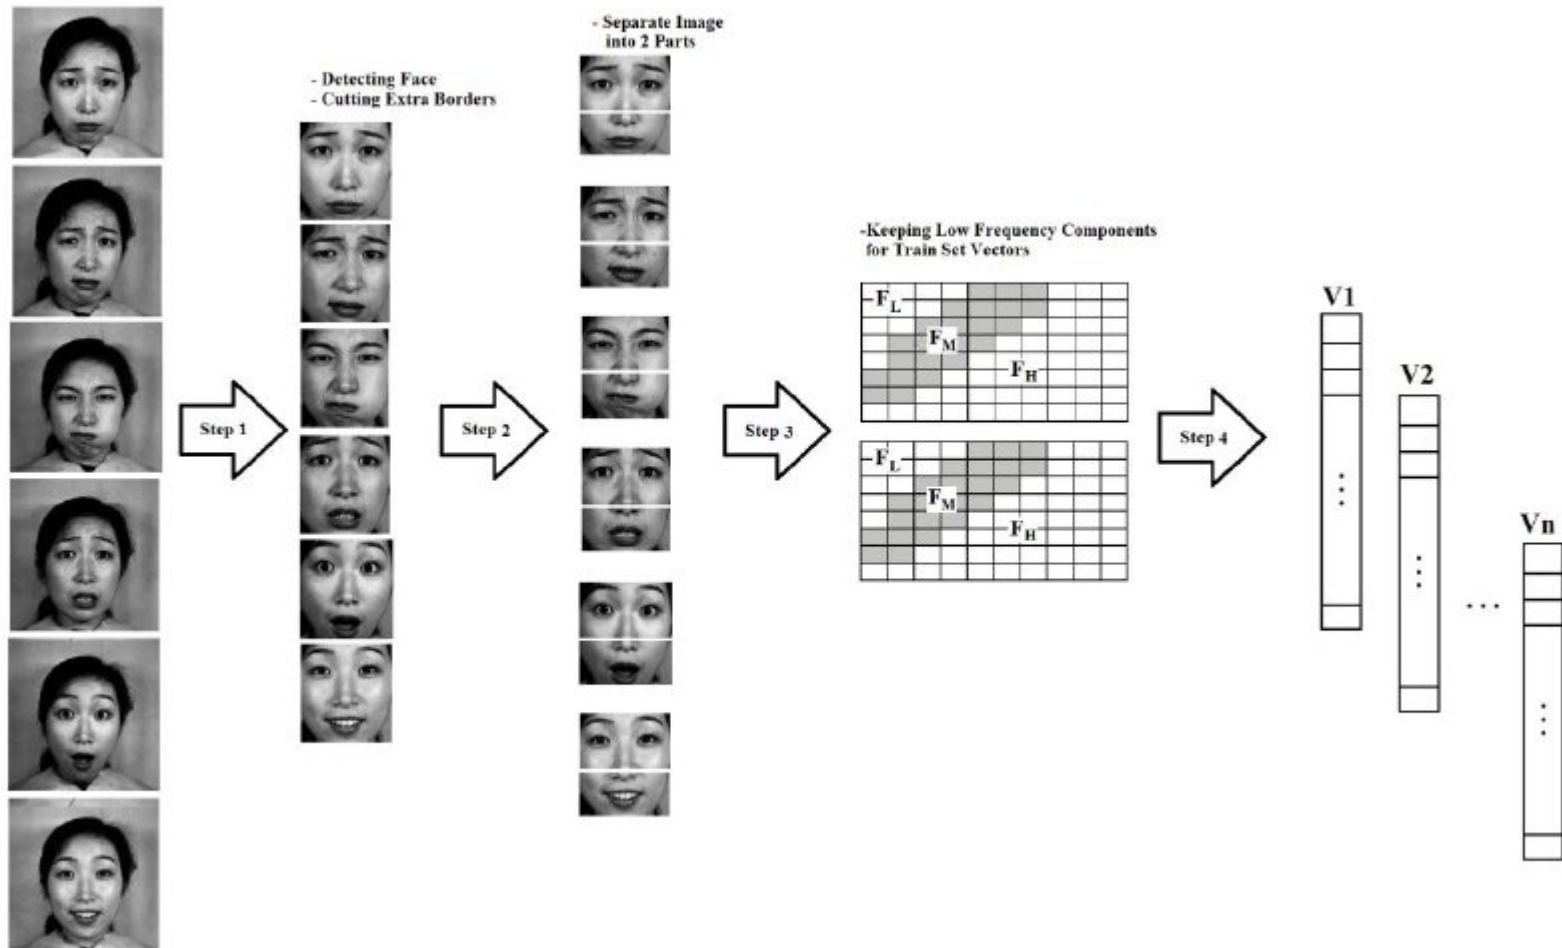 - Separate Image
into 2 Parts
- Detecting Face
- Cutting Extra Borders
-Keeping Low Frequency Components
for Train Set Vectors
F_L
F_M
F_H
F_L
F_M
F_H
Step 1
Step 2
Step 3
Step 4
V1
V2
...
Vn